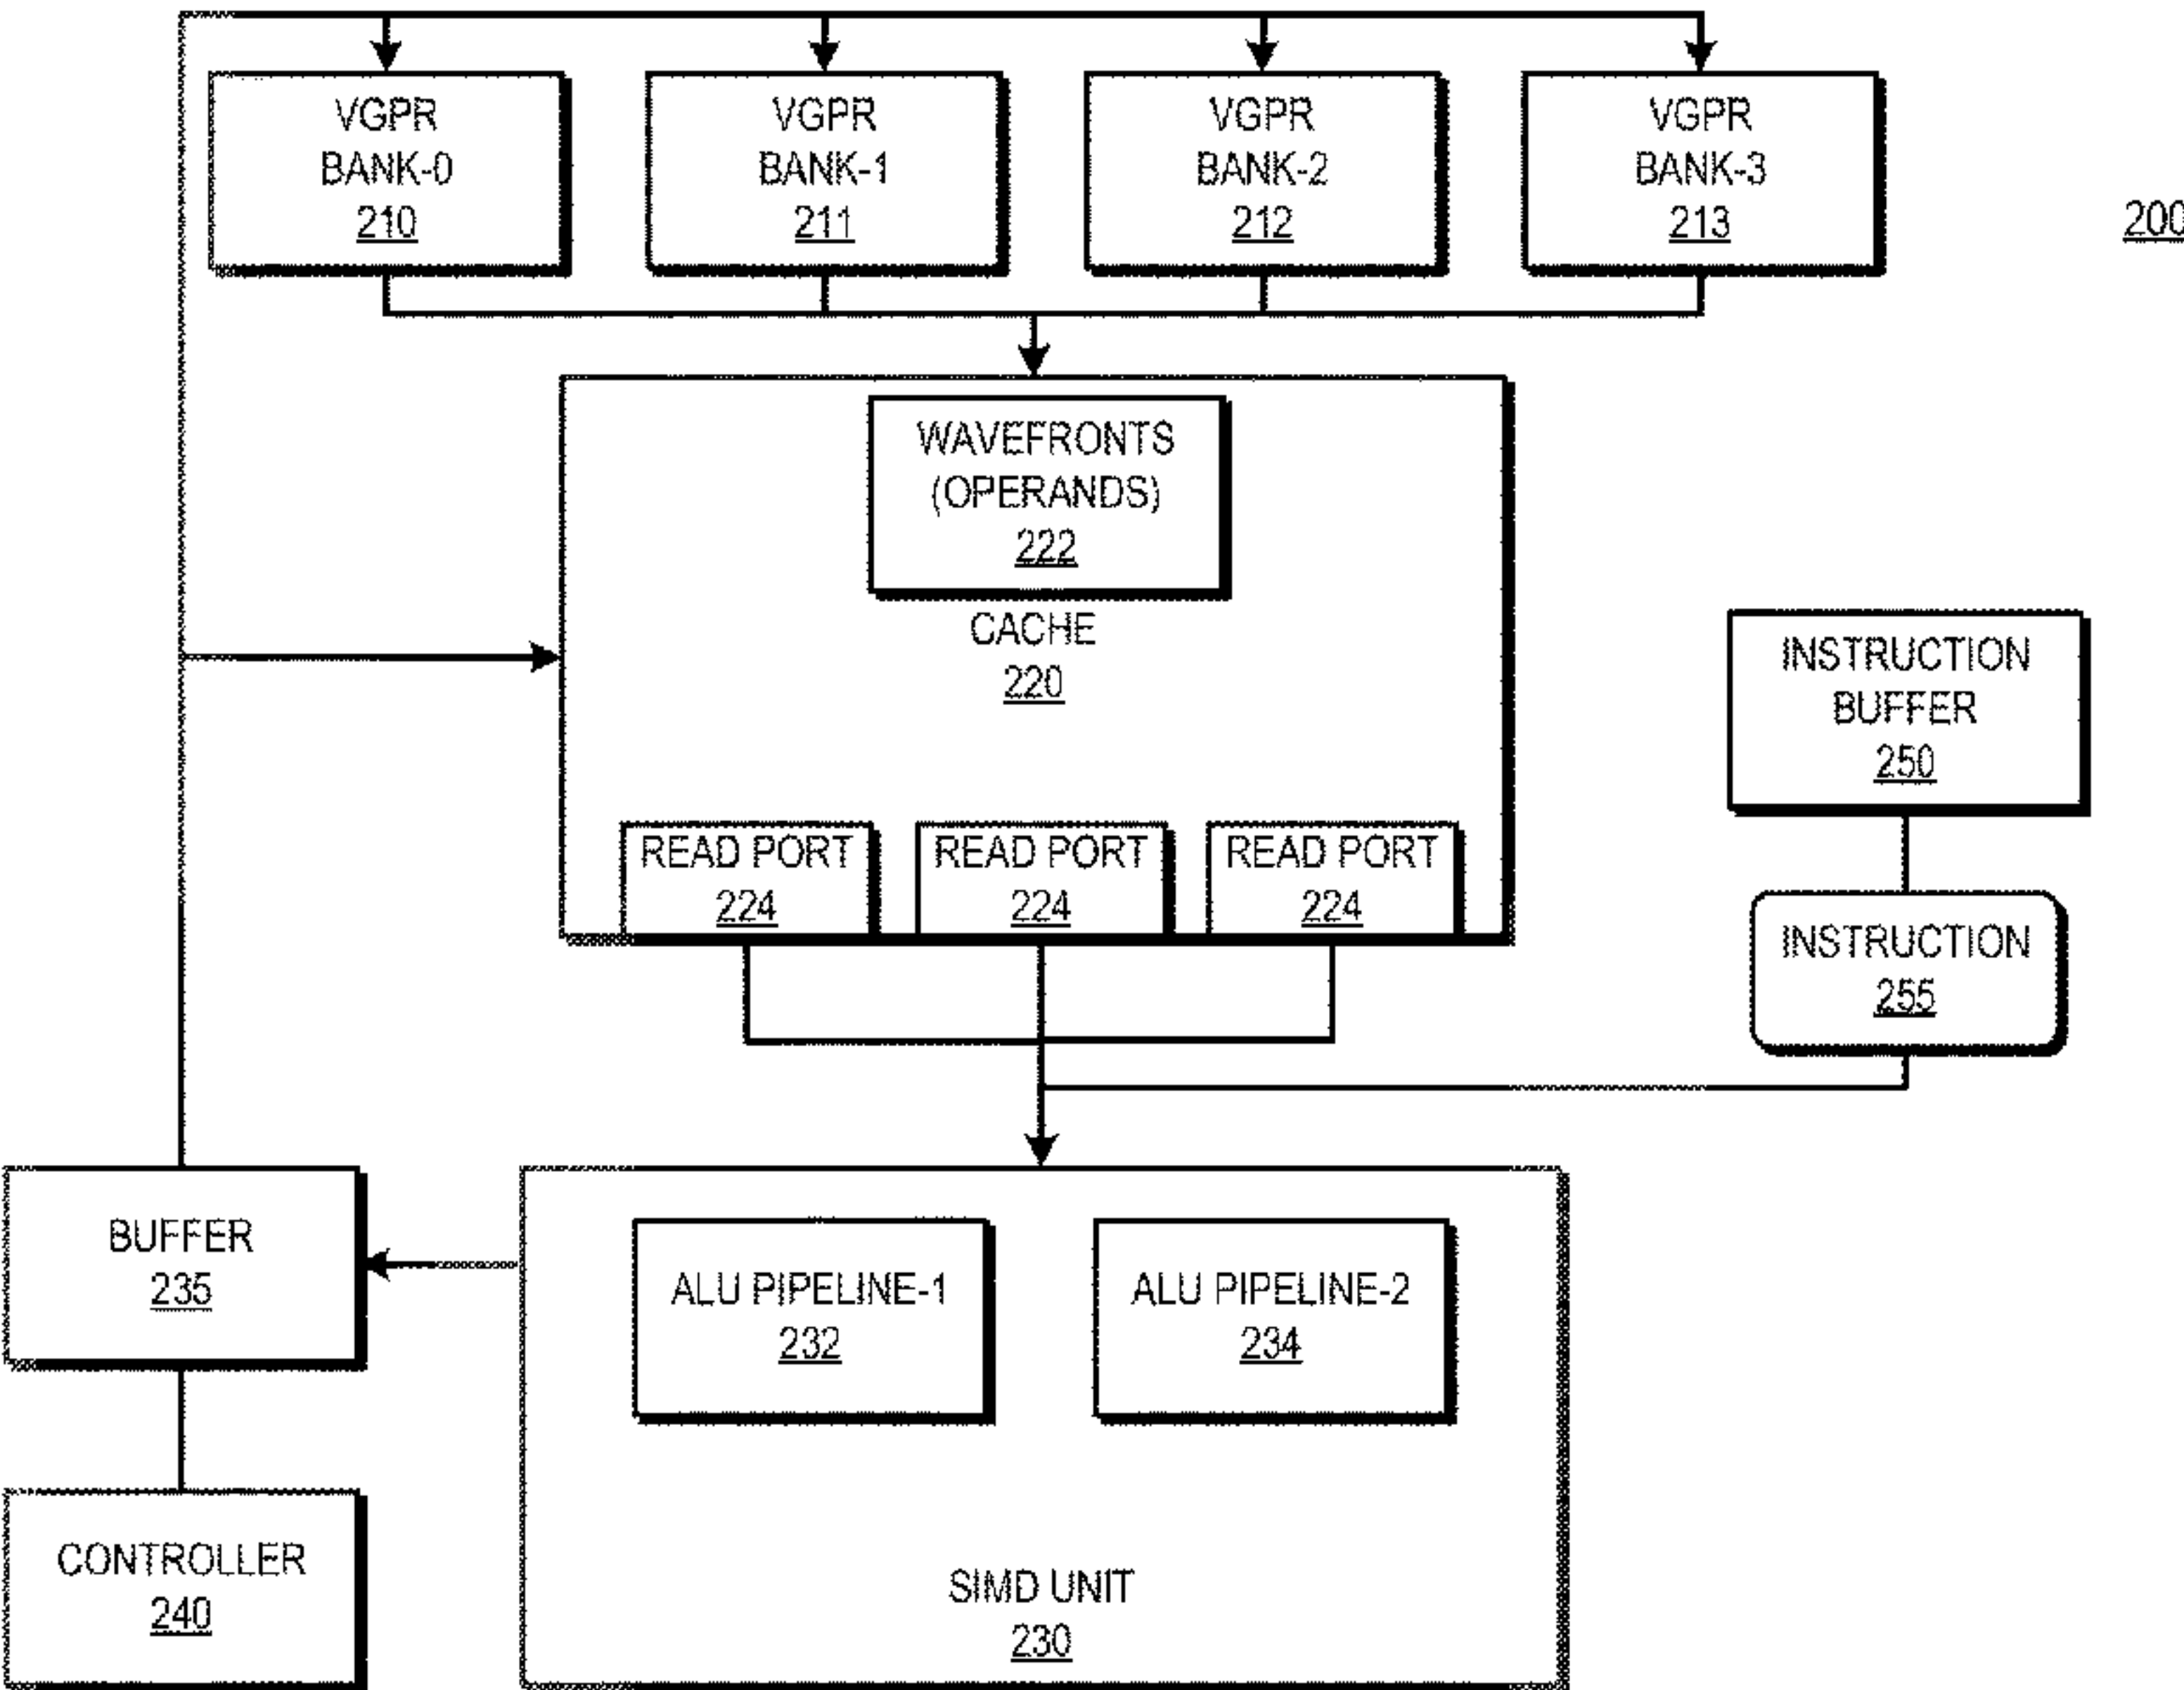 VGPR
BANK-0
210
VGPR
BANK-1
211
VGPR
BANK-2
212
VGPR
BANK-3
213
200
WAVEFRONTS
(OPERANDS)
222
CACHE
220
INSTRUCTION
BUFFER
250
READ PORT
224
READ PORT
224
READ PORT
224
INSTRUCTION
255
BUFFER
235
ALU PIPELINE-1
232
ALU PIPELINE-2
234
CONTROLLER
240
SIMD UNIT
230